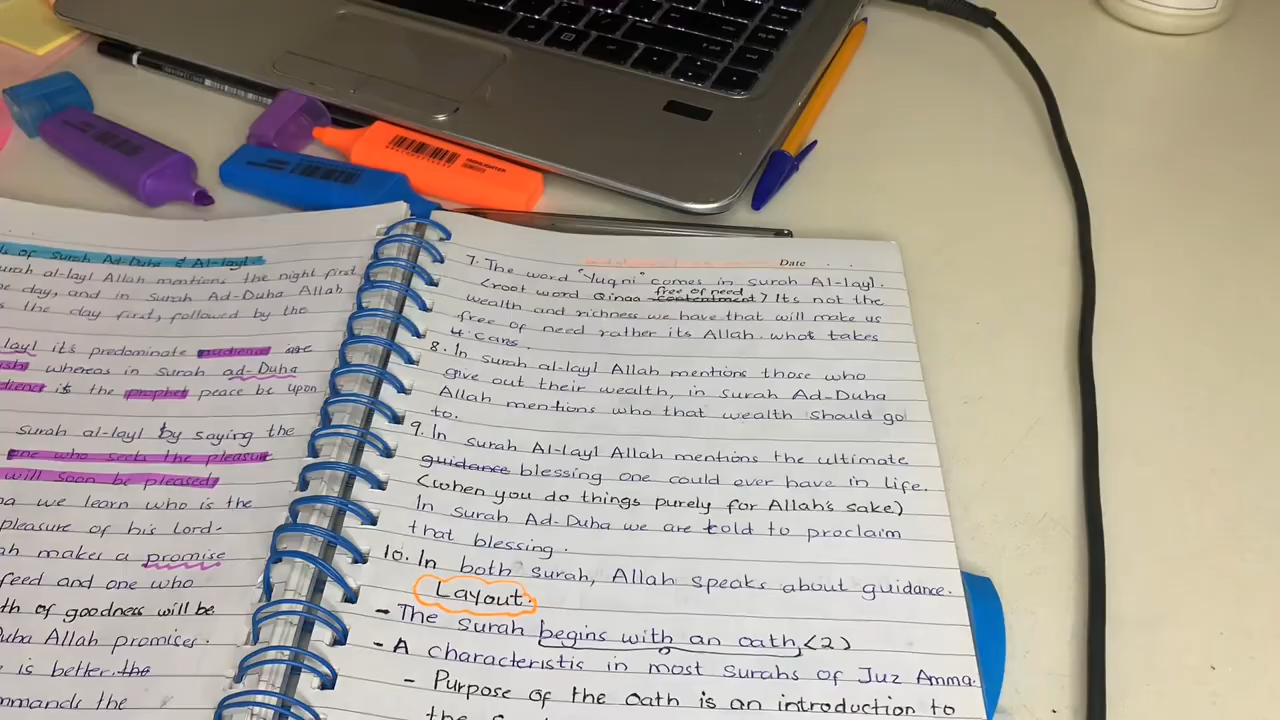 of Surah Ad-Duha & Al-layl.
surah al-layl Allah mentions the night first
day, and in Surah Ad-Duha Allah
the day first, followed by the
layl it's predominate audience are
whereas in Surah ad-Duha
is the prophet peace be upon
Surah al-layl by saying the
one who seeks the pleasure
will soon be pleased
we learn who is the
pleasure of his Lord.
makes a promise
feed and one who
of goodness will be
Duha Allah promises.
is better. the
the
Date
7. The word "Yuqni" comes in surah Al-layl.
(root word Qinaa contentment free of need) Its not the
wealth and richness we have that will make us
free of need rather its Allah. what takes
4:cans
8. In surah al-layl Allah mentions those who
give out their wealth, in surah Ad-Duha
Allah mentions who that wealth should go
to.
9. In surah Al-layl Allah mentions the ultimate
guidance blessing one could ever have in life.
(when you do things purely for Allah's sake)
In surah Ad-Duha we are told to proclaim
that blessing.
10. In both surah, Allah speaks about guidance.
Layout.
- The surah begins with an oath (2)
- A characteristic in most surahs of Juz Amma.
- Purpose of the oath is an introduction to
the
HIGHLIGHTER